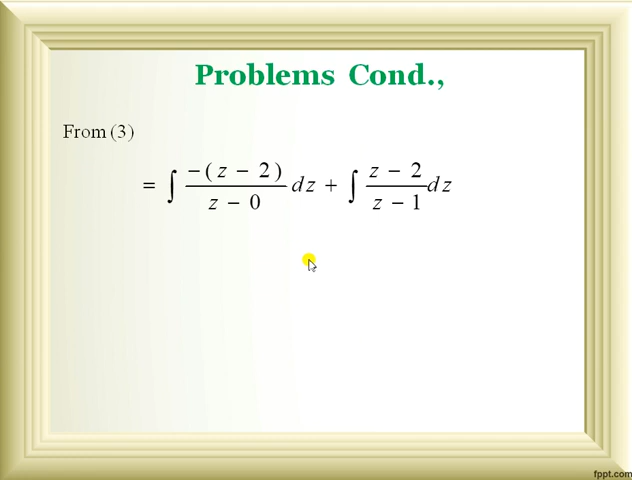 Problems Cond.,
From (3)
= ∫ −( z − 2 ) / z − 0 dz + ∫ z − 2 / z − 1 dz
fppt.com